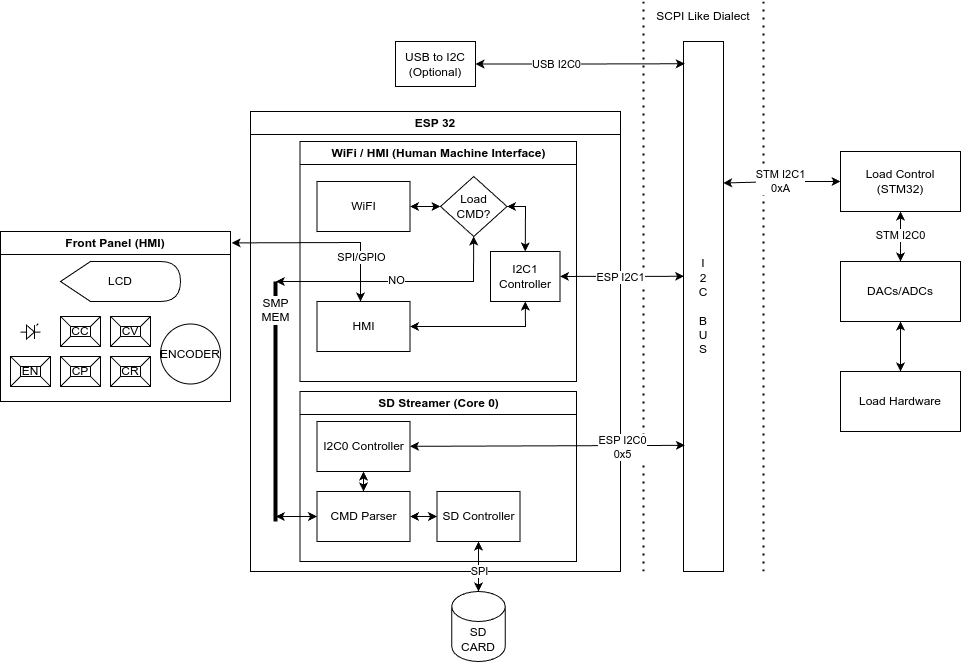 SCPI Like Dialect
USB to I2C
(Optional)
USB I2C0
ESP 32
WiFi / HMI (Human Machine Interface)
WiFI
Load
CMD?
STM I2C1
0xA
Load Control
(STM32)
Front Panel (HMI)
SPI/GPIO
STM I2C0
LCD
NO
I2C1
Controller
ESP I2C1
I
2
C
B
U
S
DACs/ADCs
SMP
MEM
HMI
CC
CV
ENCODER
EN
CP
CR
Load Hardware
SD Streamer (Core 0)
I2C0 Controller
ESP I2C0
0x5
CMD Parser
SD Controller
SPI
SD
CARD